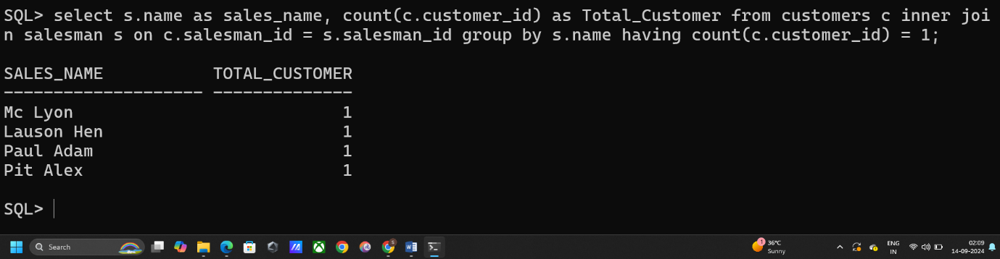 SQL> select s.name as sales_name, count(c.customer_id) as Total_Customer from customers c inner joi
n salesman s on c.salesman_id = s.salesman_id group by s.name having count(c.customer_id) = 1;
SALES_NAME TOTAL_CUSTOMER
-------------------- --------------
Mc Lyon 1
Lauson Hen 1
Paul Adam 1
Pit Alex 1
SQL>
Search
1 36°C
Sunny
ENG
IN
02:09
14-09-2024